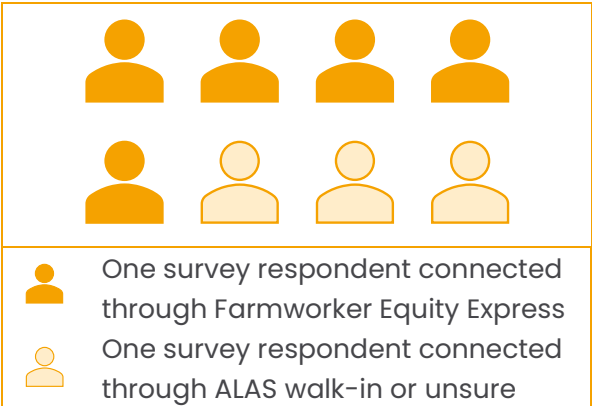 One survey respondent connected
through Farmworker Equity Express
One survey respondent connected
through ALAS walk-in or unsure